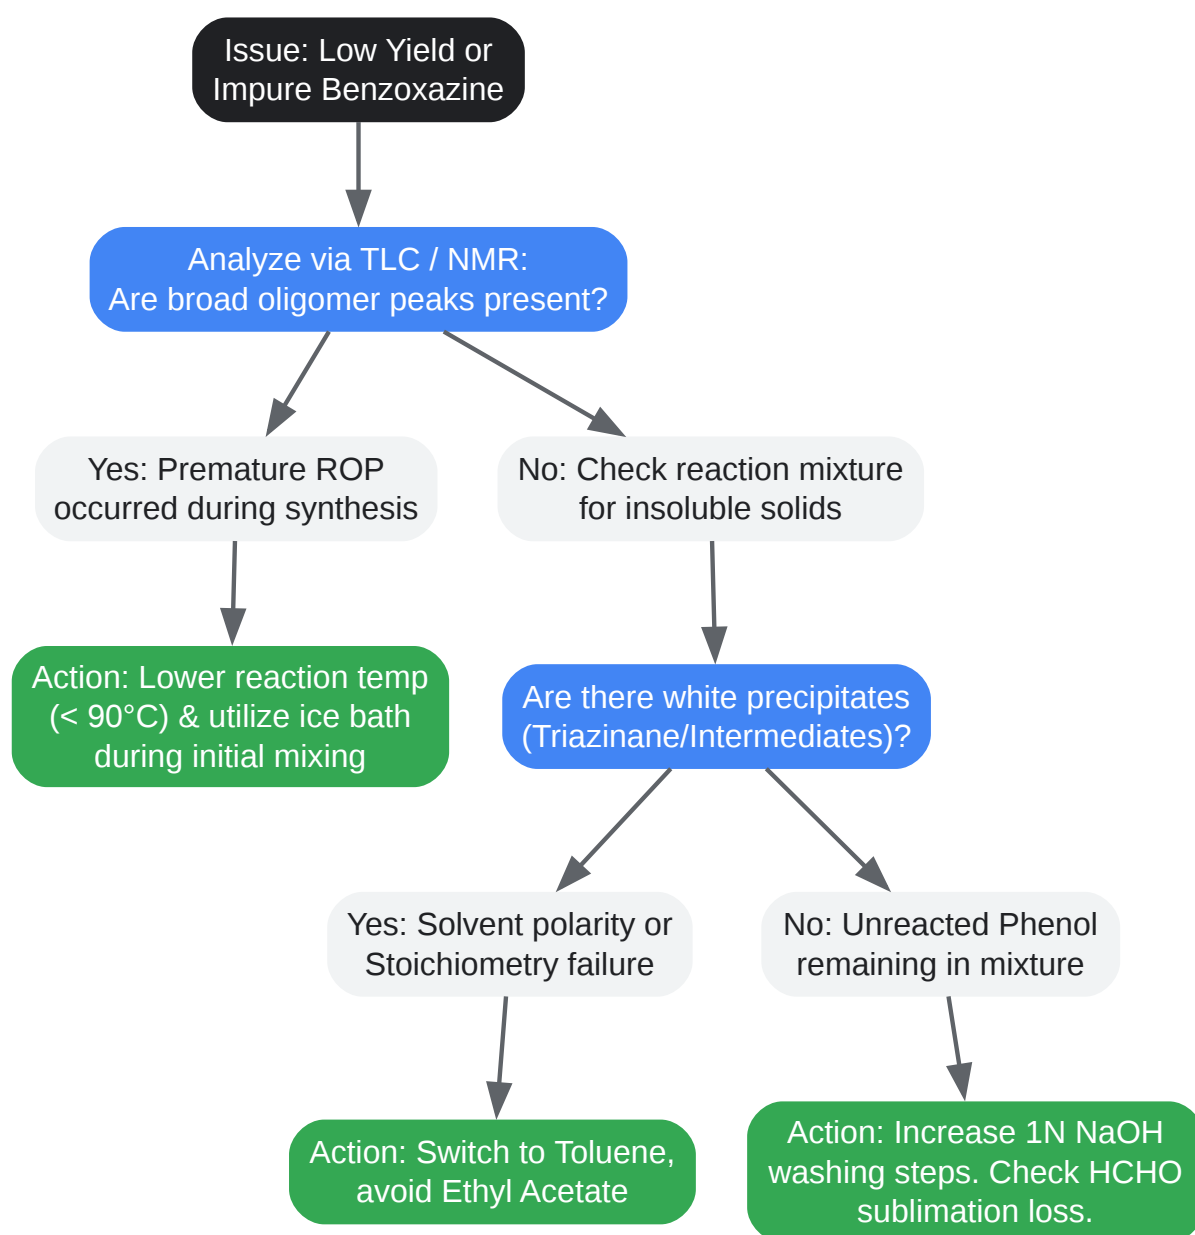 Issue: Low Yield or
Impure Benzoxazine
Analyze via TLC / NMR:
Are broad oligomer peaks present?
Yes: Premature ROP
occurred during synthesis
No: Check reaction mixture
for insoluble solids
Action: Lower reaction temp
(< 90°C) & utilize ice bath
during initial mixing
Are there white precipitates
(Triazinane/Intermediates)?
Yes: Solvent polarity or
Stoichiometry failure
No: Unreacted Phenol
remaining in mixture
Action: Switch to Toluene,
avoid Ethyl Acetate
Action: Increase 1N NaOH
washing steps. Check HCHO
sublimation loss.